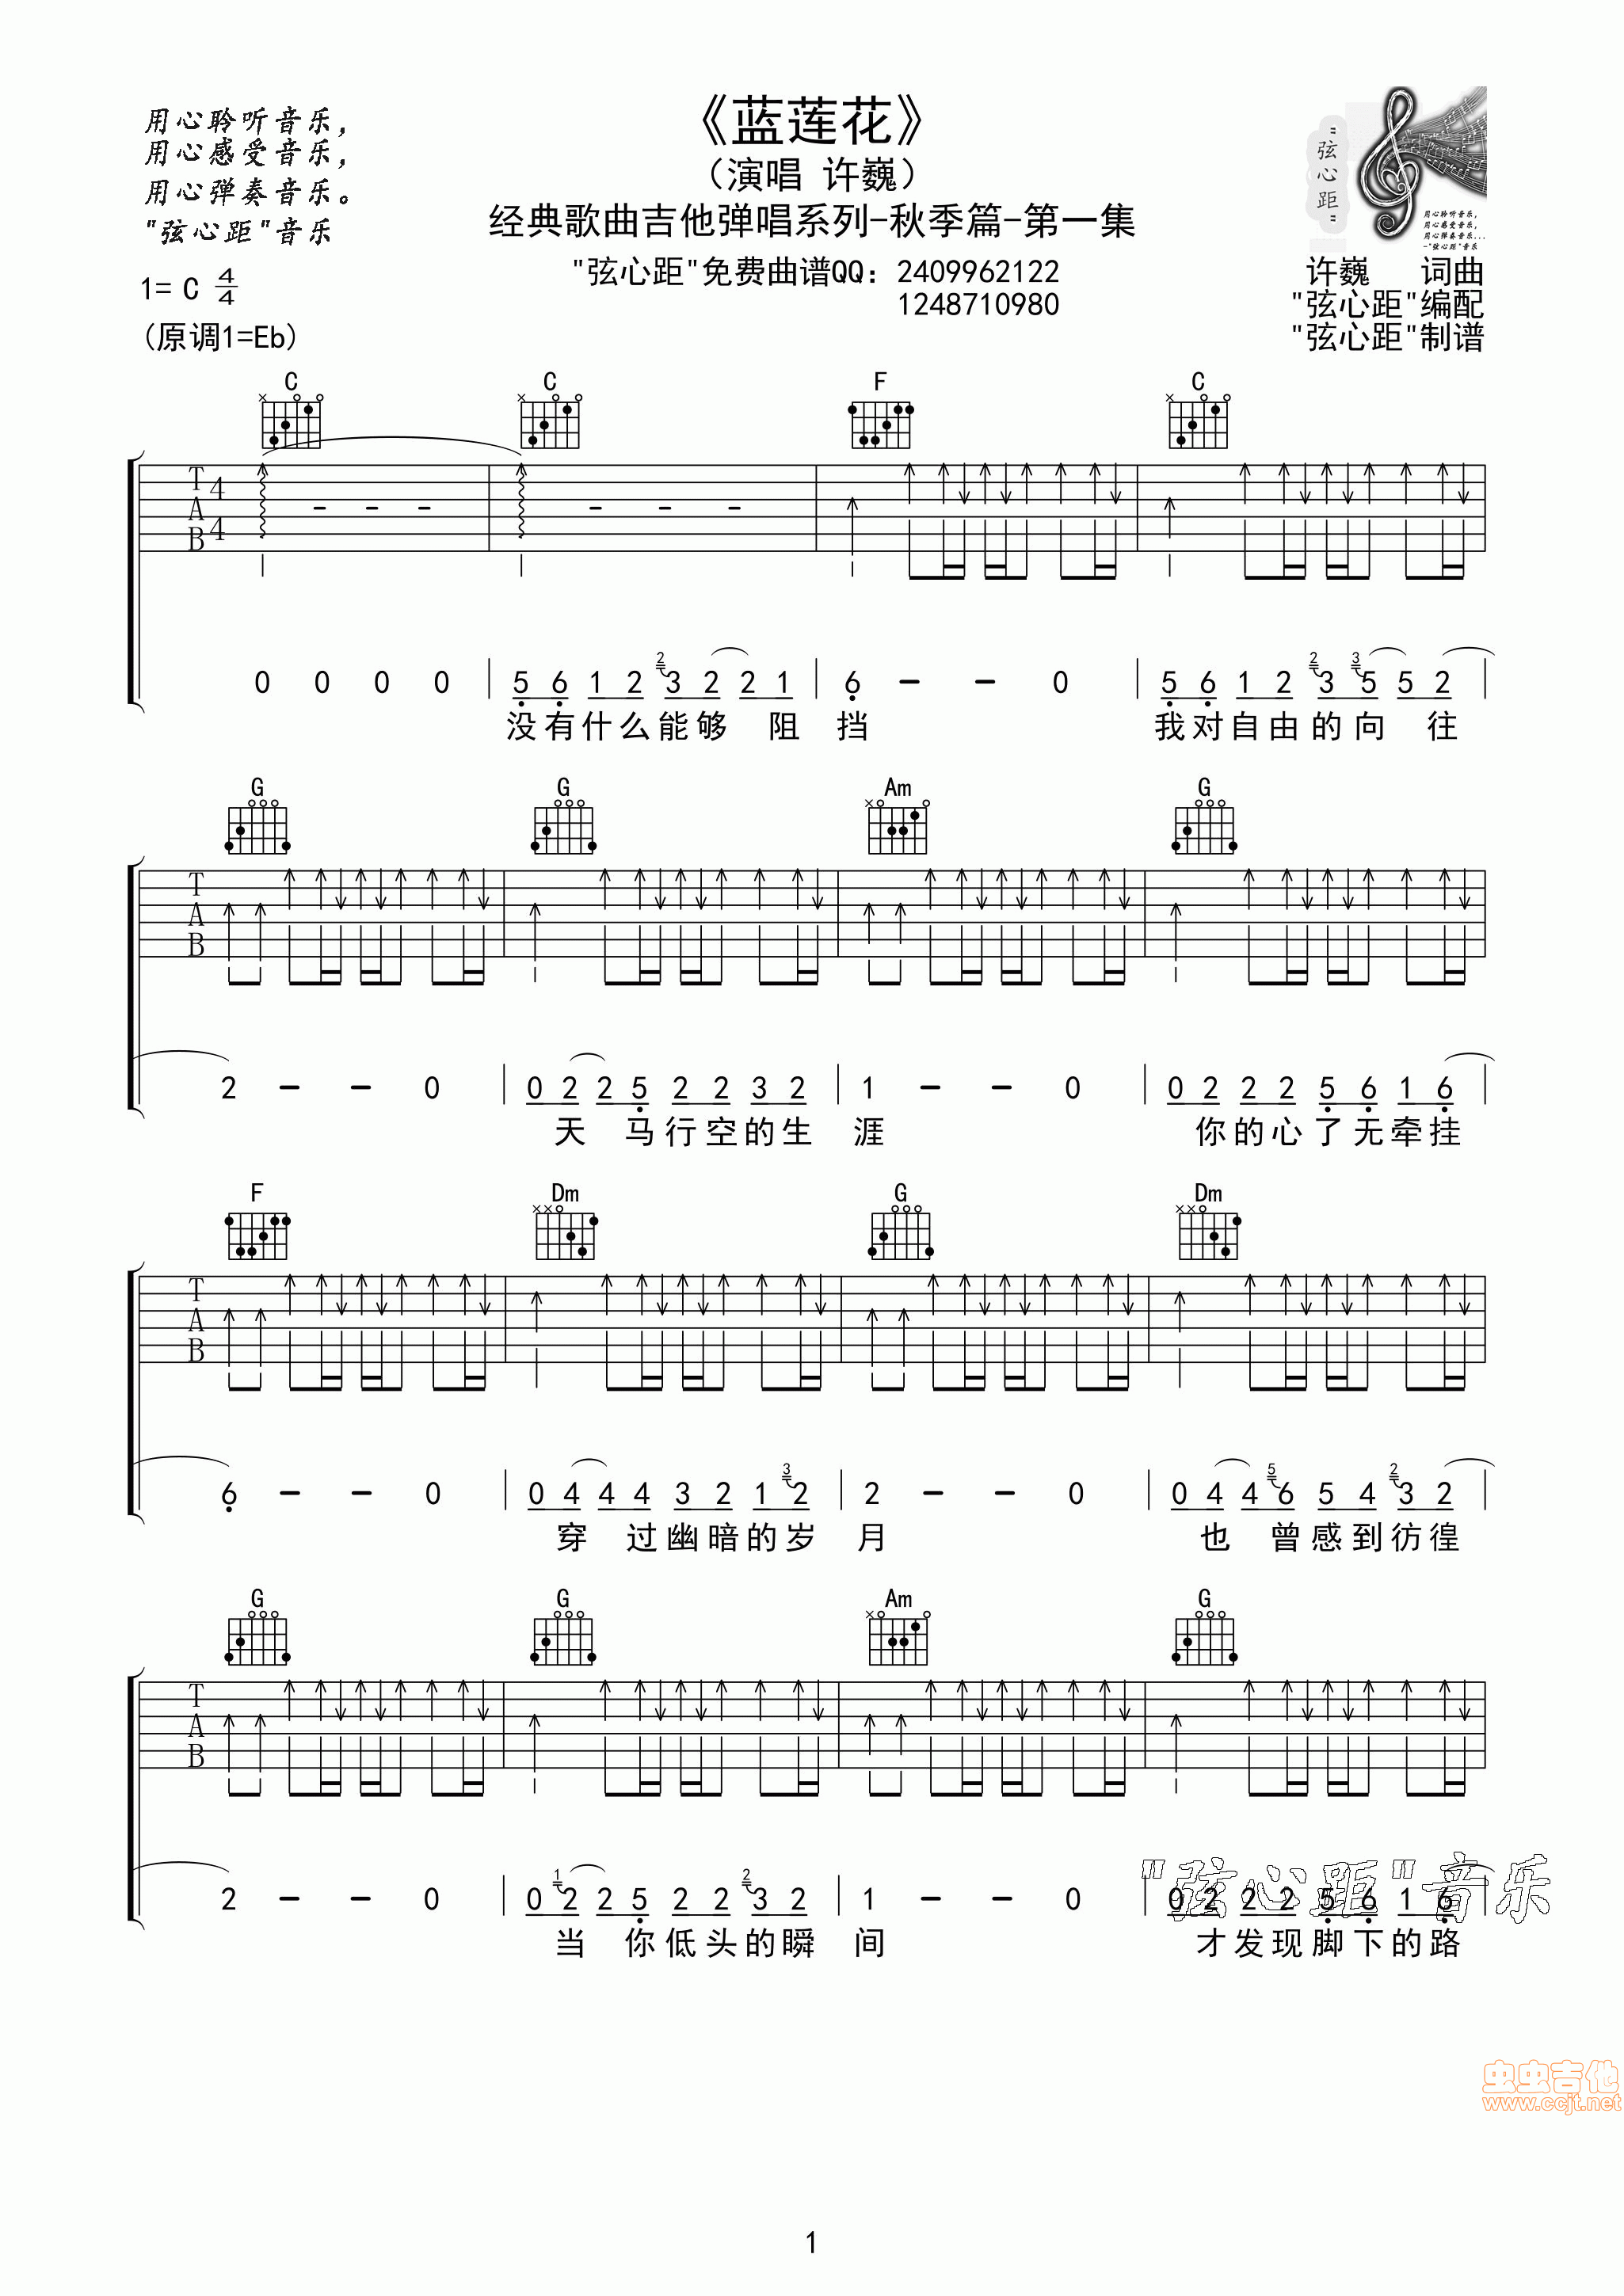 用心聆听音乐，
用心感受音乐，
用心弹奏音乐。
"弦心距"音乐
《蓝莲花》
（演唱 许巍）
经典歌曲吉他弹唱系列-秋季篇-第一集
"弦心距"免费曲谱QQ：2409962122
1248710980
"弦心距"
用心聆听音乐,
用心感受音乐,
用心弹奏音乐...
-"弦心距"音乐
1= C 4/4
(原调1=Eb)
许巍 词曲
"弦心距"编配
"弦心距"制谱
C C F C
T A B 4 4
0 0 0 0 | 5 6 1 2 2 3 2 2 1 | 6 - - 0 | 5 6 1 2 2 3 3 5 5 2 |
没有什么能够 阻 挡 我对自由的向 往
G G Am G
T A B
2 - - 0 | 0 2 2 5 2 2 3 2 | 1 - - 0 | 0 2 2 2 5 6 1 6 |
天 马行空的生 涯 你的心了无牵挂
F Dm G Dm
T A B
6 - - 0 | 0 4 4 4 3 2 1 3 2 | 2 - - 0 | 0 4 4 5 6 5 4 2 3 2 |
穿 过幽暗的岁 月 也 曾感到彷徨
G G Am G
T A B
2 - - 0 | 0 1 2 2 5 2 2 2 3 2 | 1 - - 0 | 0 2 2 2 5 6 1 6 |
"弦心距"音乐
当 你低头的瞬 间 才发现脚下的路
虫虫吉他
www.ccjt.net
1